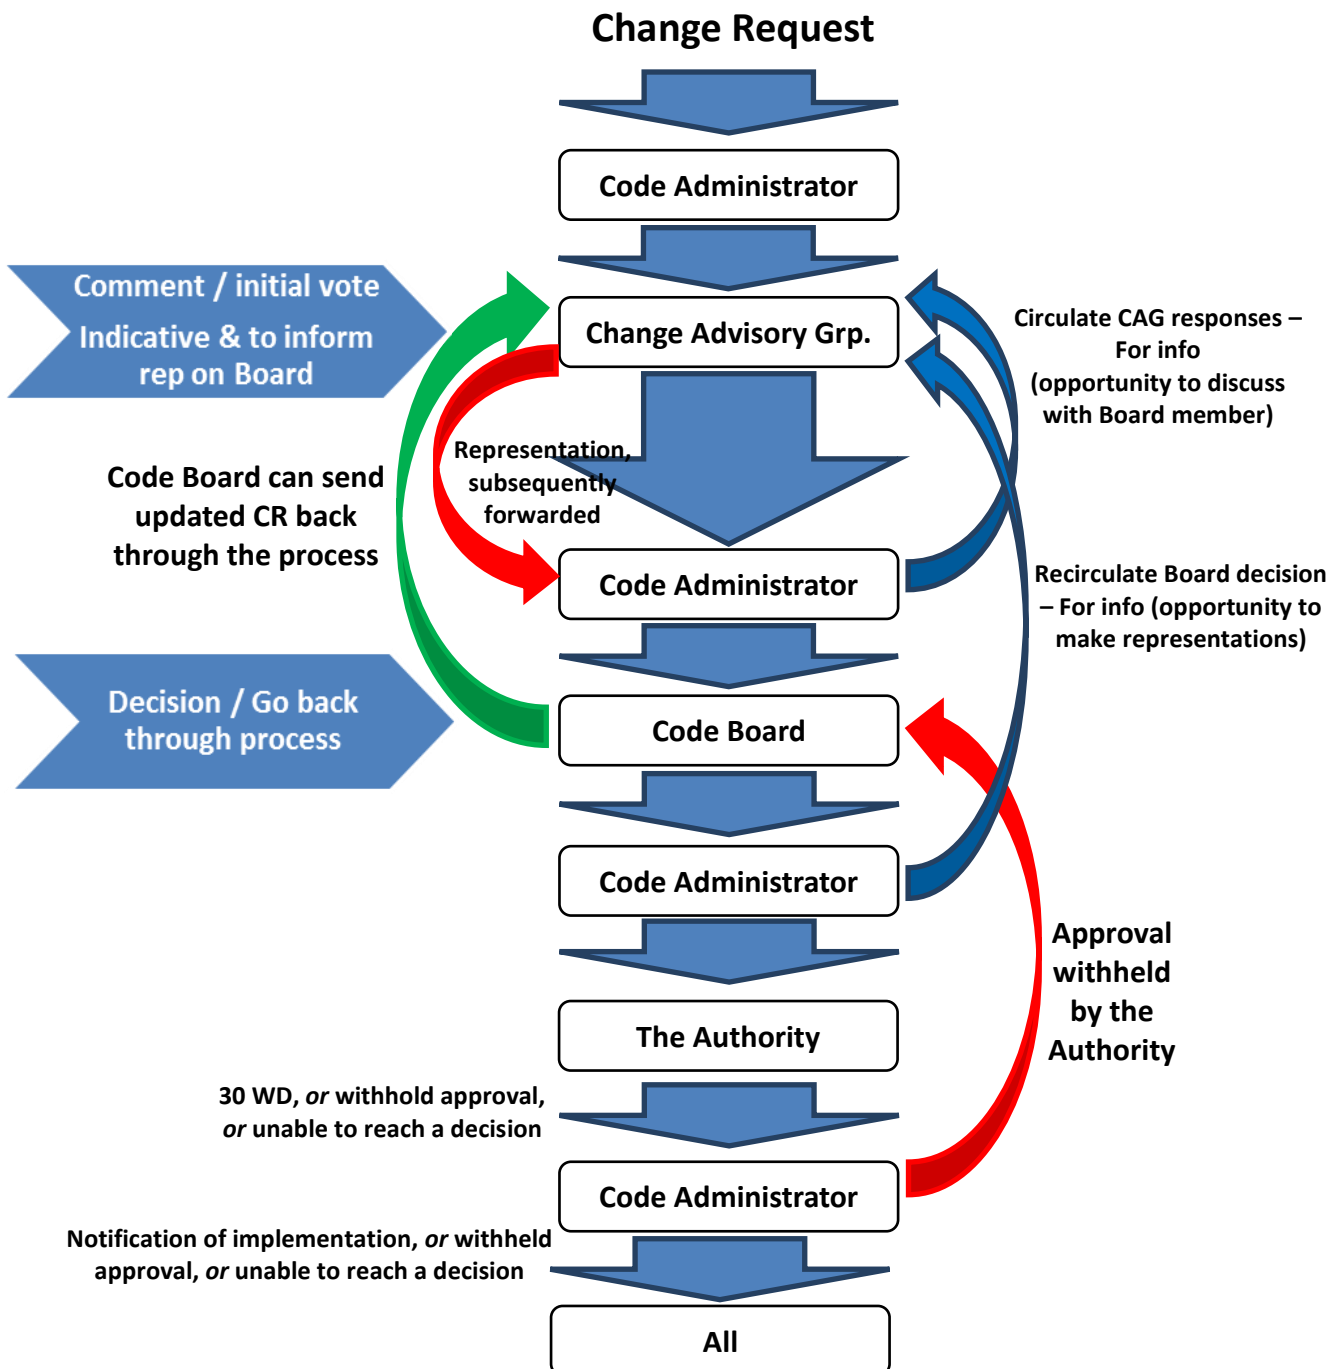 Change Request
Code Administrator
Comment / initial vote
Indicative & to inform
rep on Board
Change Advisory Grp.
Circulate CAG responses –
For info
(opportunity to discuss
with Board member)
Representation,
subsequently
forwarded
Code Board can send
updated CR back
through the process
Code Administrator
Recirculate Board decision
– For info (opportunity to
make representations)
Decision / Go back
through process
Code Board
Code Administrator
Approval
withheld
by the
Authority
The Authority
30 WD, or withhold approval,
or unable to reach a decision
Code Administrator
Notification of implementation, or withheld
approval, or unable to reach a decision
All